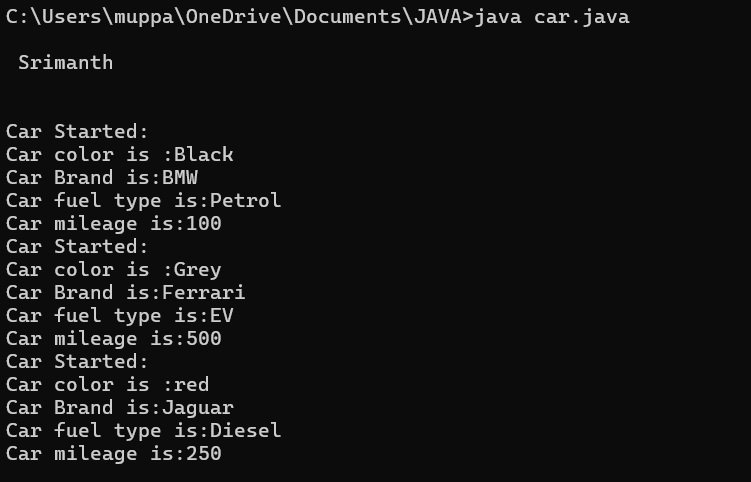 C:\Users\muppa\OneDrive\Documents\JAVA>java car.java
Srimanth
Car Started:
Car color is :Black
Car Brand is:BMW
Car fuel type is:Petrol
Car mileage is:100
Car Started:
Car color is :Grey
Car Brand is:Ferrari
Car fuel type is:EV
Car mileage is:500
Car Started:
Car color is :red
Car Brand is:Jaguar
Car fuel type is:Diesel
Car mileage is:250